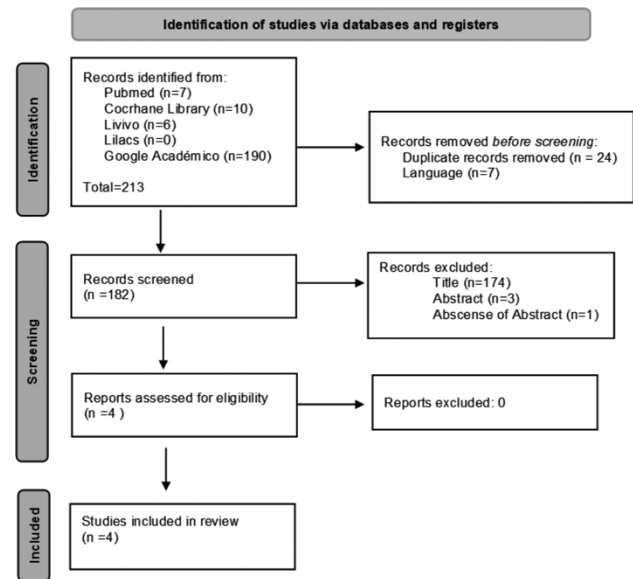 Identification of studies via databases and registers
Identification
Records identified from:
Pubmed (n=7)
Cocrhane Library (n=10)
Livivo (n=6)
Lilacs (n=0)
Google Académico (n=190)
Total=213
Records removed before screening:
Duplicate records removed (n = 24)
Language (n=7)
Screening
Records screened
(n =182)
Records excluded:
Title (n=174)
Abstract (n=3)
Abscense of Abstract (n=1)
Reports assessed for eligibility
(n =4 )
Reports excluded: 0
Included
Studies included in review
(n =4)